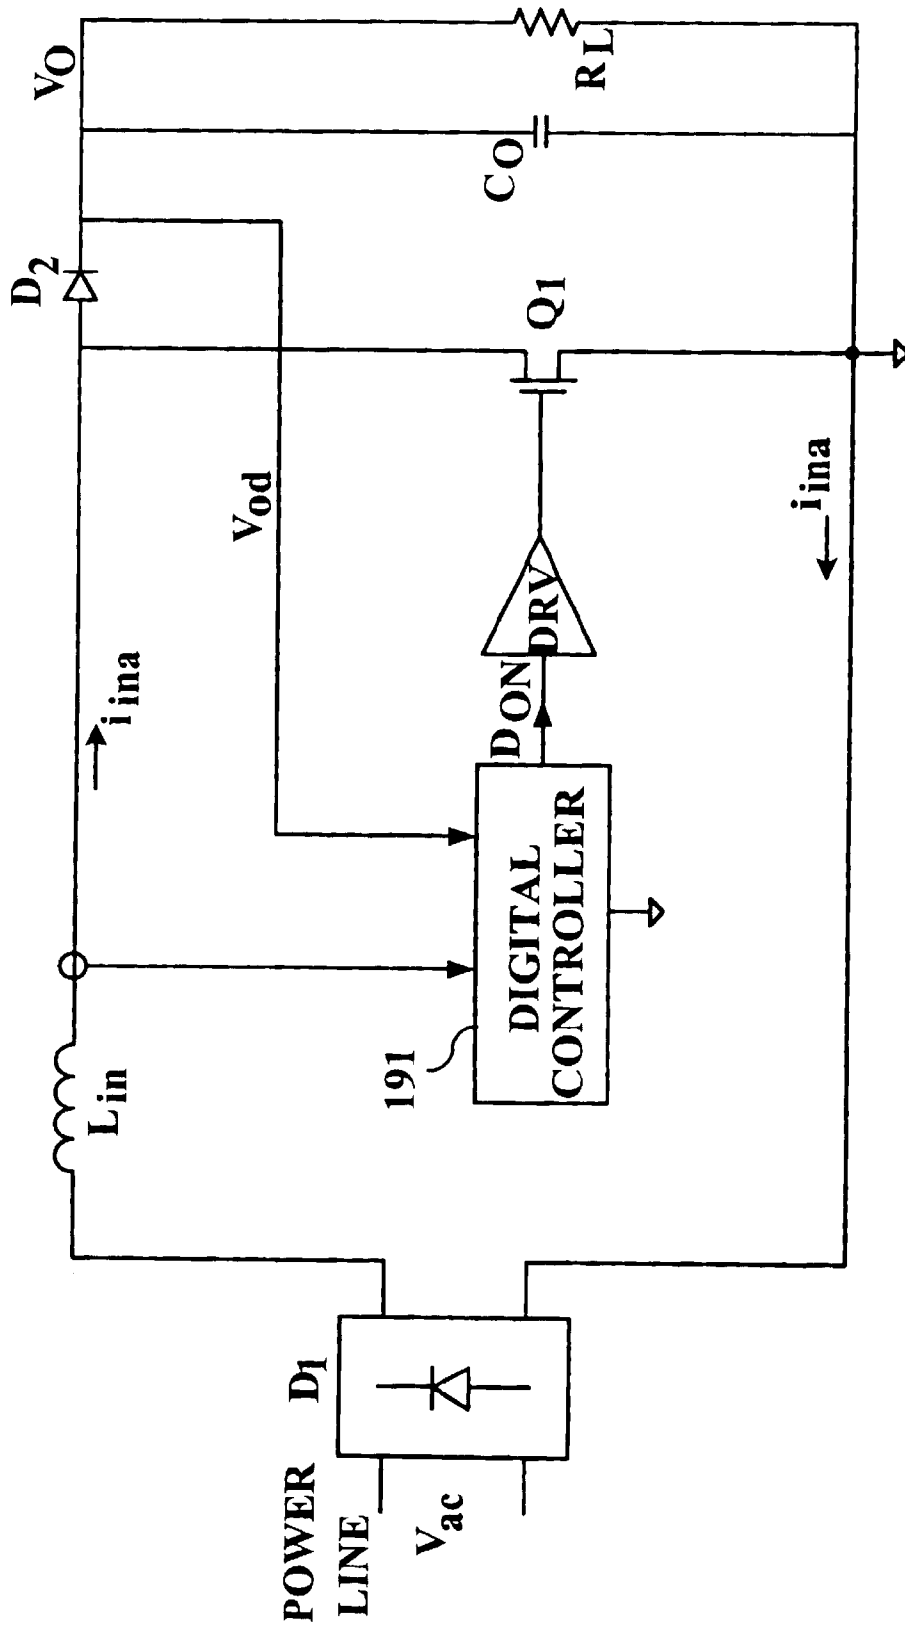 POWER
LINE
Vac
D1
Lin
iina
Vod
D2
VO
191
DIGITAL
CONTROLLER
DON
DRV
Q1
CO
RL
iina